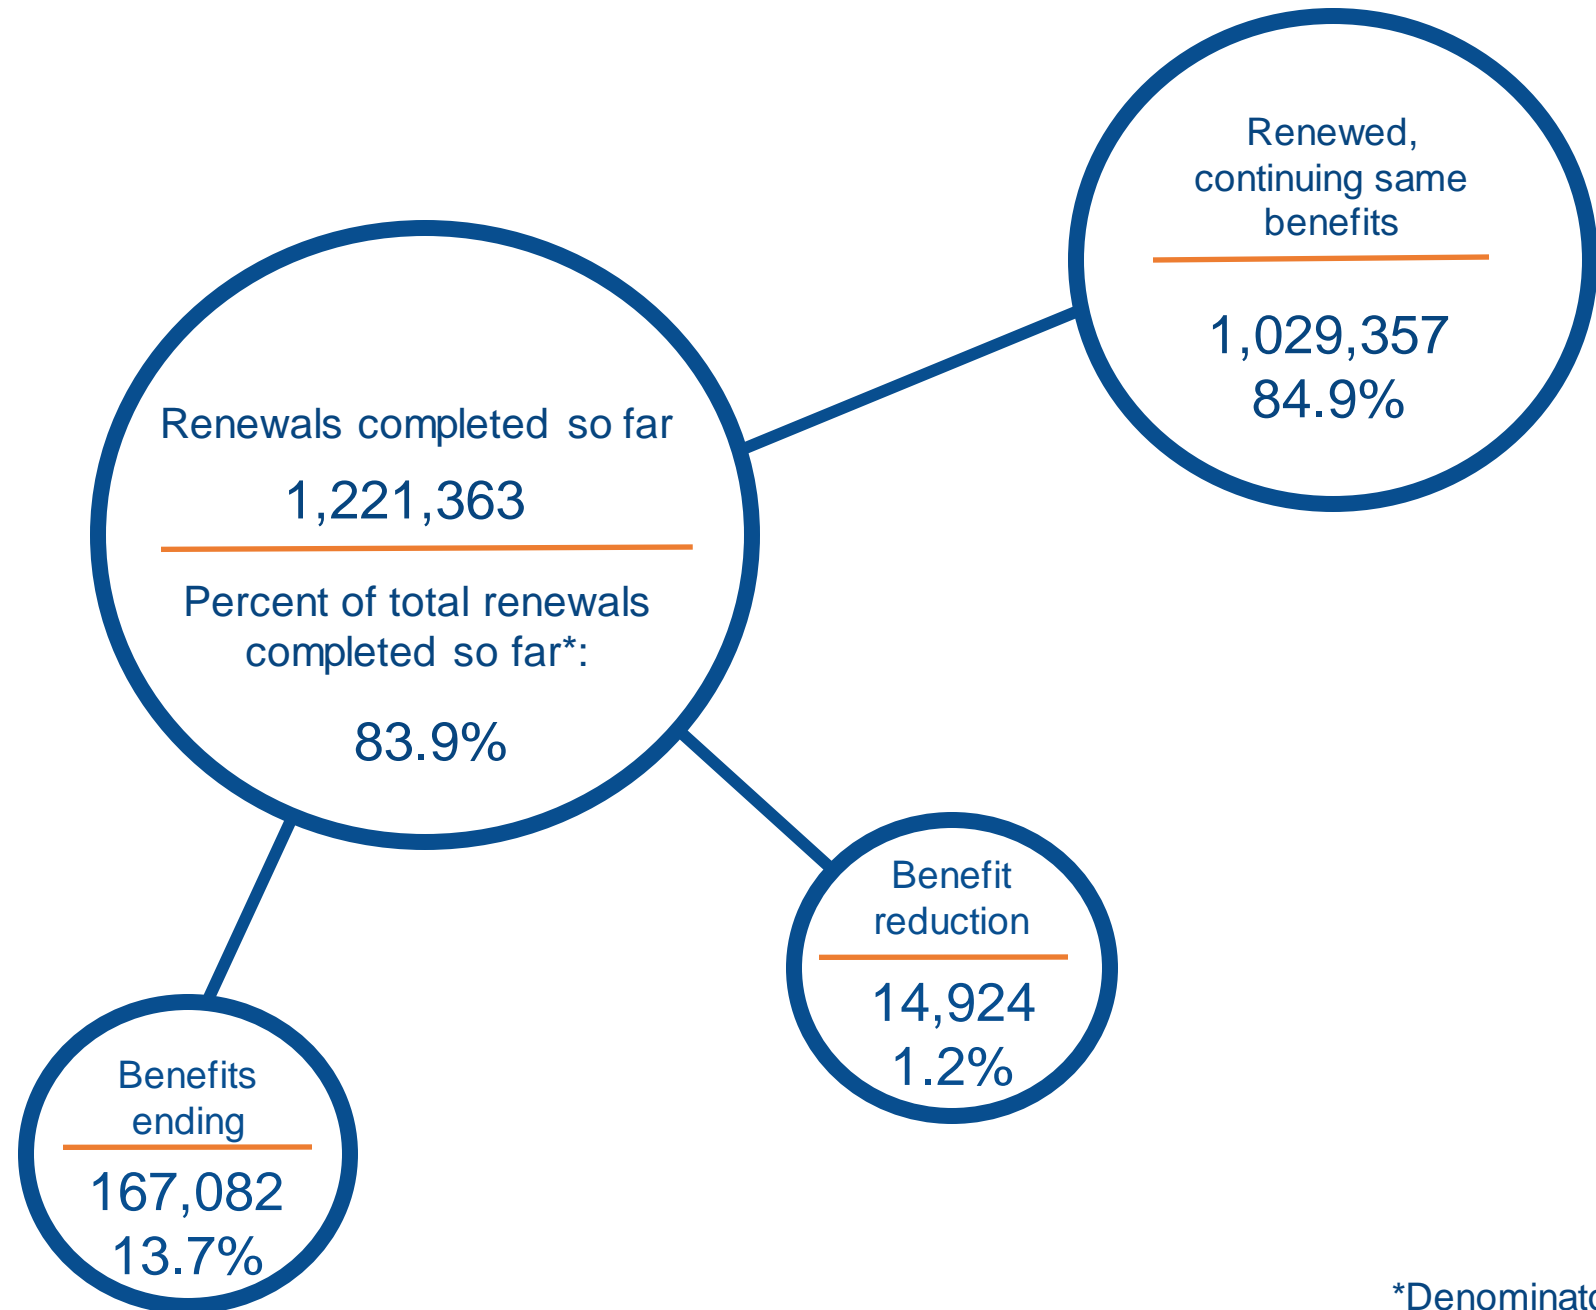 Renewed,
continuing same
benefits
1,029,357
84.9%
Renewals completed so far
1,221,363
Percent of total renewals
completed so far*:
83.9%
Benefit
reduction
14,924
1.2%
Benefits
ending
167,082
13.7%